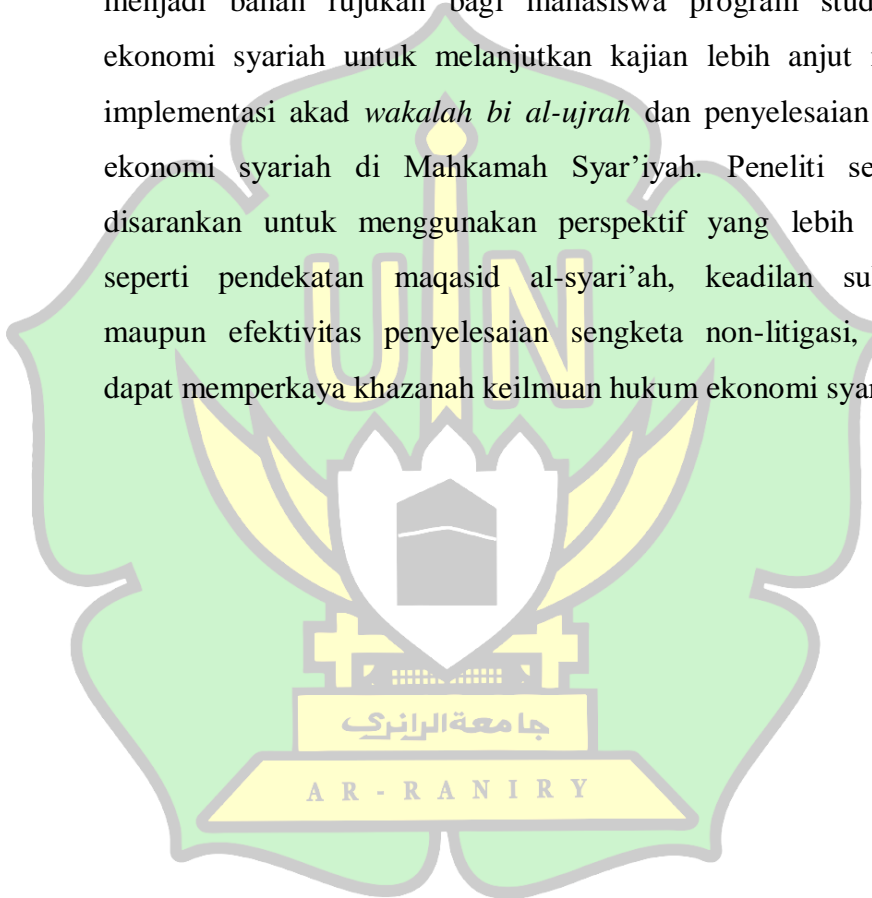 menjadi bahan rujukan bagi mahasiswa program stud
ekonomi syariah untuk melanjutkan kajian lebih anjut
implementasi akad wakalah bi al-ujrah dan penyelesaian
ekonomi syariah di Mahkamah Syar’iyah. Peneliti se
disarankan untuk menggunakan perspektif yang lebih
seperti pendekatan maqasid al-syari’ah, keadilan su
maupun efektivitas penyelesaian sengketa non-litigasi,
dapat memperkaya khazanah keilmuan hukum ekonomi syar
UIN
جامعةالرانري
AR-RANIRY